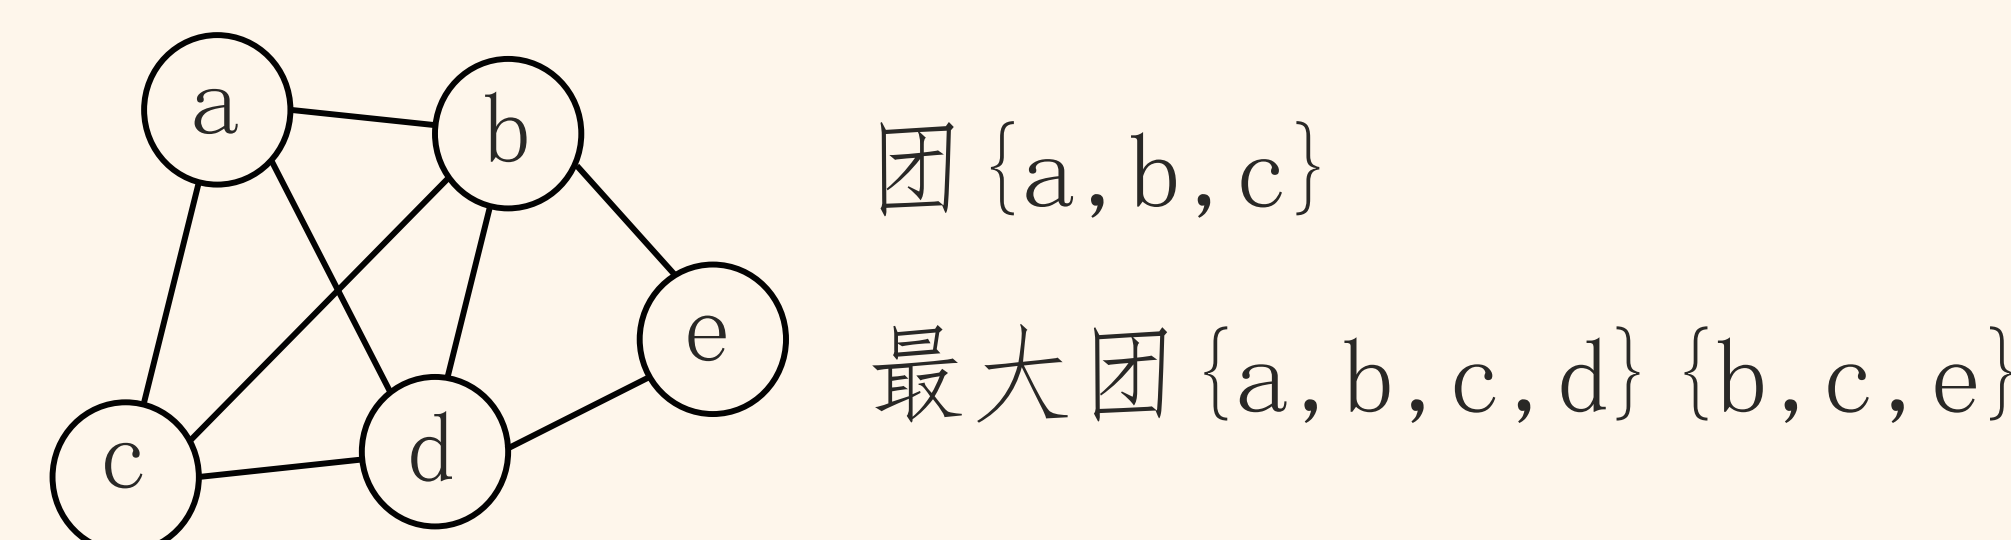 a
b
团 {a,b,c}
e
最大团 {a,b,c,d} {b,c,e}
c
d